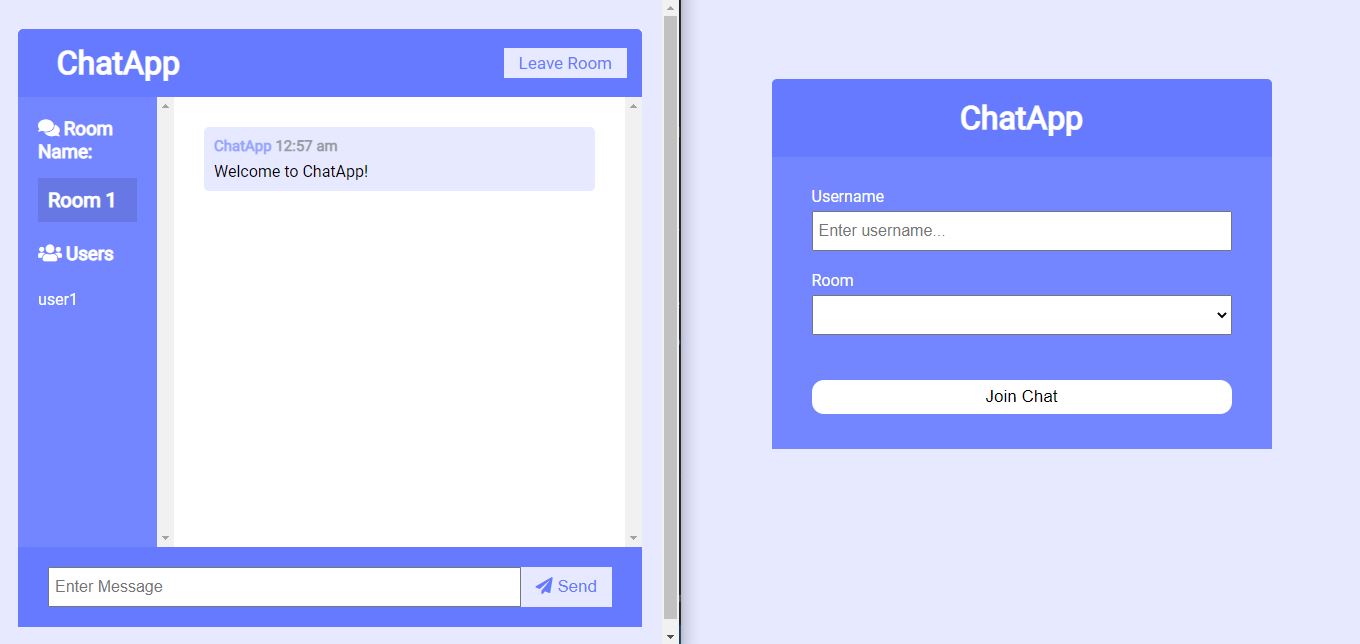 ChatApp
Leave Room
Room
Name:
Room 1
Users
user1
ChatApp 12:57 am
Welcome to ChatApp!
Enter Message
Send
ChatApp
Username
Enter username...
Room
Join Chat